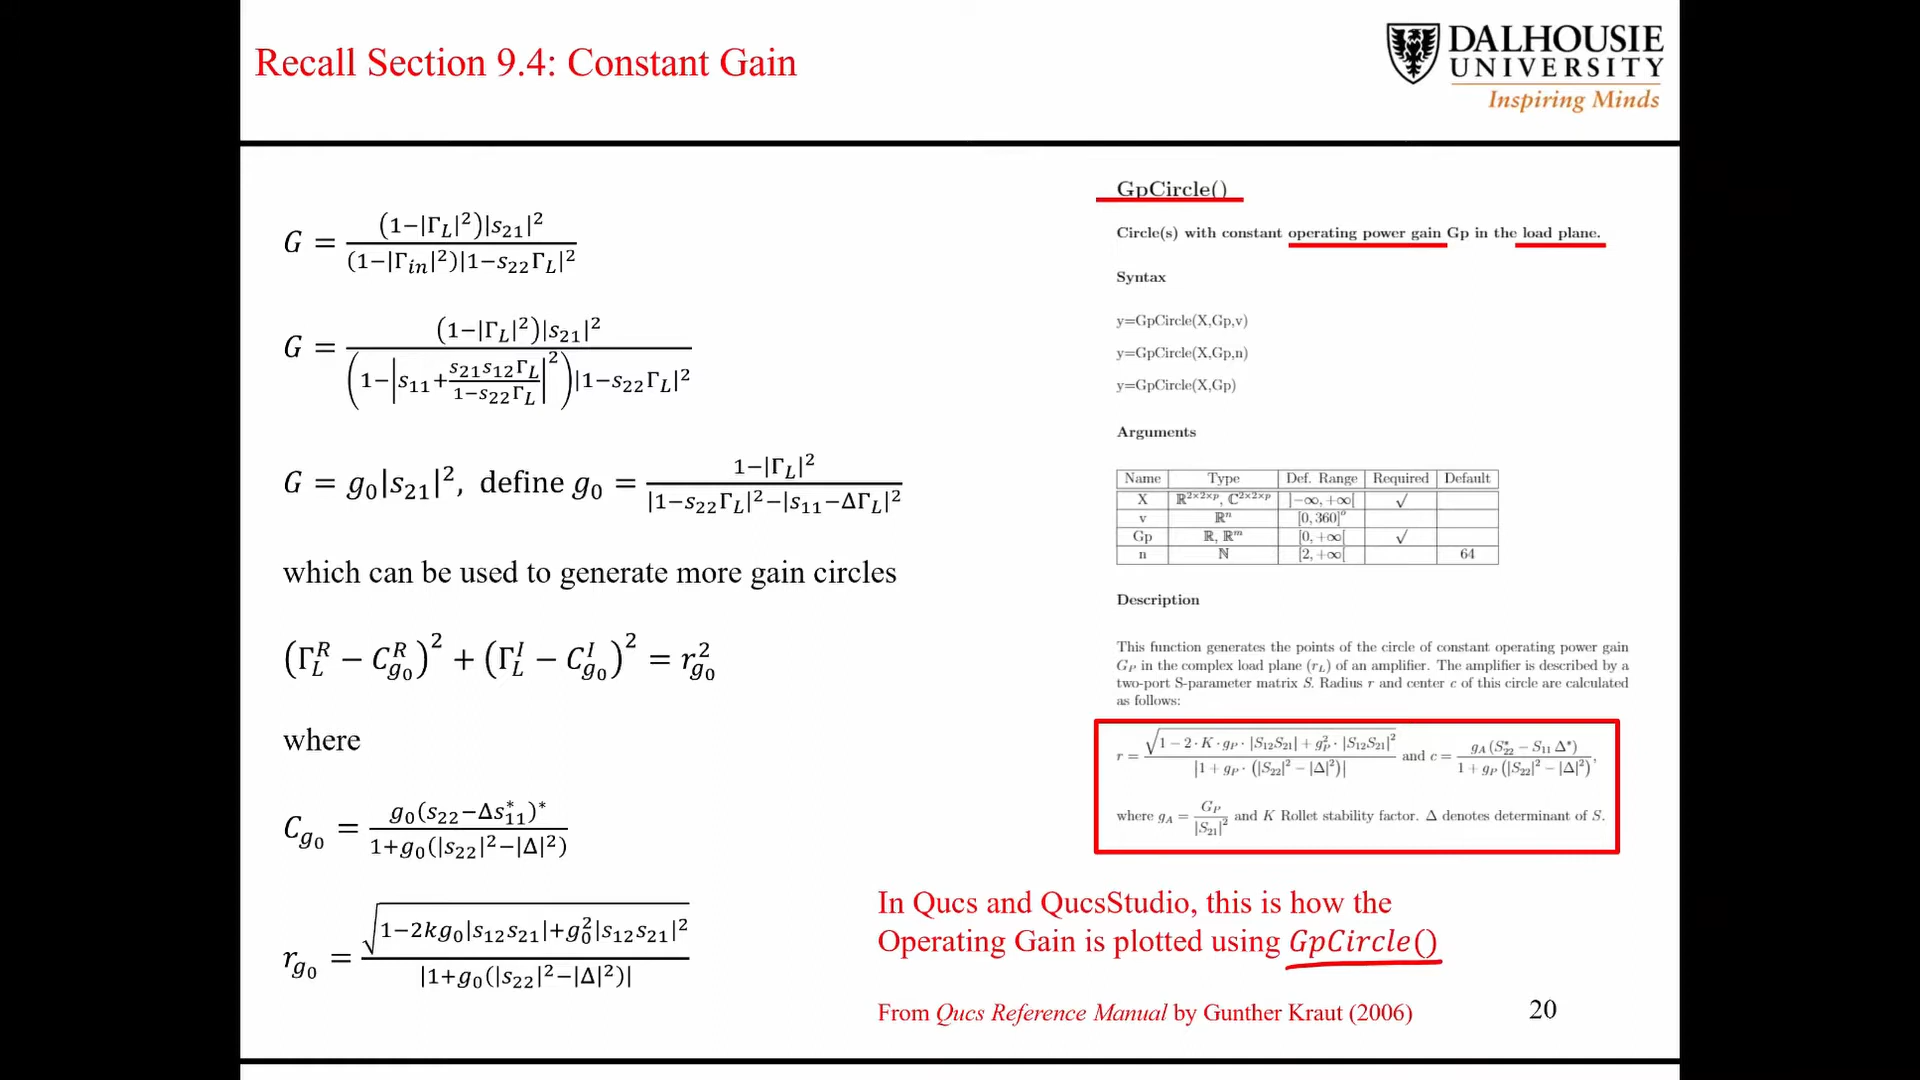 Recall Section 9.4: Constant Gain
DALHOUSIE
UNIVERSITY
Inspiring Minds
G = (1−|Γ_L|²)|s₂₁|² / (1−|Γ_in|²)|1−s₂₂Γ_L|²
G = (1−|Γ_L|²)|s₂₁|² / (1−|s₁₁+ s₂₁s₁₂Γ_L / 1−s₂₂Γ_L|²)|1−s₂₂Γ_L|²
G = g₀|s₂₁|², define g₀ = 1−|Γ_L|² / |1−s₂₂Γ_L|²−|s₁₁−ΔΓ_L|²
which can be used to generate more gain circles
(Γ_L^R − C_g₀^R)² + (Γ_L^I − C_g₀^I)² = r_g₀²
where
C_g₀ = g₀(s₂₂−Δs₁₁*)* / 1+g₀(|s₂₂|²−|Δ|²)
r_g₀ = √(1−2kg₀|s₁₂s₂₁|+g₀²|s₁₂s₂₁|²) / |1+g₀(|s₂₂|²−|Δ|²)|
GpCircle()
Circle(s) with constant operating power gain Gp in the load plane.
Syntax
y=GpCircle(X,Gp,v)
y=GpCircle(X,Gp,n)
y=GpCircle(X,Gp)
Arguments
Name Type Def. Range Required Default
X ℝ^2×2×p, ℂ^2×2×p ]−∞, +∞[ √
v ℝⁿ [0, 360]°
Gp ℝ, ℝᵐ [0, +∞[ √
n ℕ [2, +∞[ 64
Description
This function generates the points of the circle of constant operating power gain
G_P in the complex load plane (r_L) of an amplifier. The amplifier is described by a
two-port S-parameter matrix S. Radius r and center c of this circle are calculated
as follows:
r = √(1 − 2 · K · g_P · |S₁₂S₂₁| + g_P² · |S₁₂S₂₁|²) / |1 + g_P · (|S₂₂|² − |Δ|²)| and c = g_A (S₂₂* − S₁₁ Δ*) / 1 + g_P (|S₂₂|² − |Δ|²),
where g_A = G_P / |S₂₁|² and K Rollet stability factor. Δ denotes determinant of S.
In Qucs and QucsStudio, this is how the
Operating Gain is plotted using GpCircle()
From Qucs Reference Manual by Gunther Kraut (2006)
20